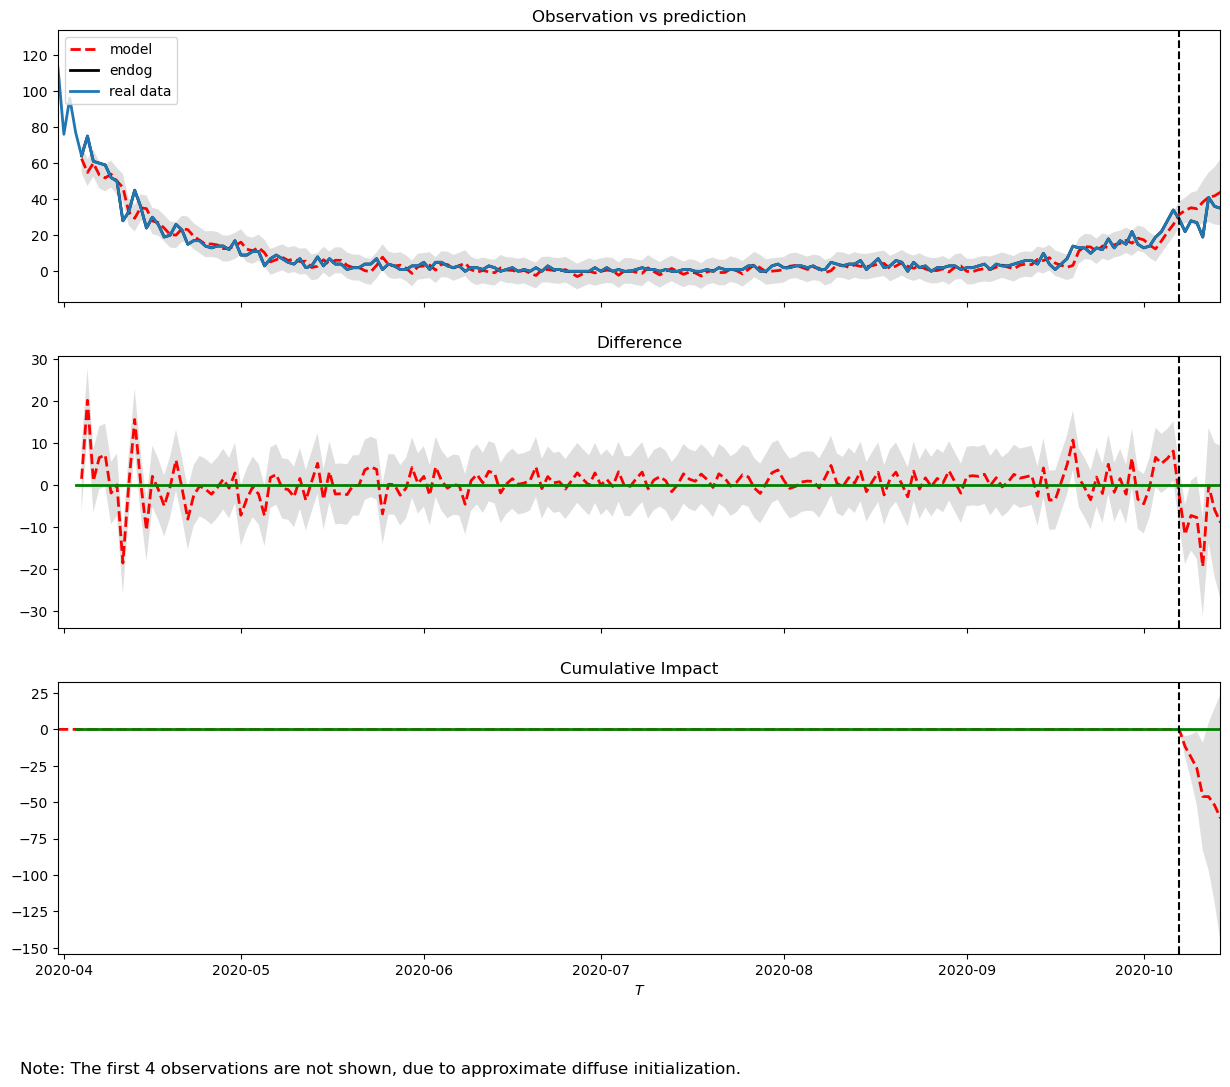 Observation vs prediction
model
endog
real data
120
100
80
60
40
20
0
Difference
30
20
10
0
−10
−20
−30
Cumulative Impact
25
0
−25
−50
−75
−100
−125
−150
2020-04 2020-05 2020-06 2020-07 2020-08 2020-09 2020-10
T
Note: The first 4 observations are not shown, due to approximate diffuse initialization.